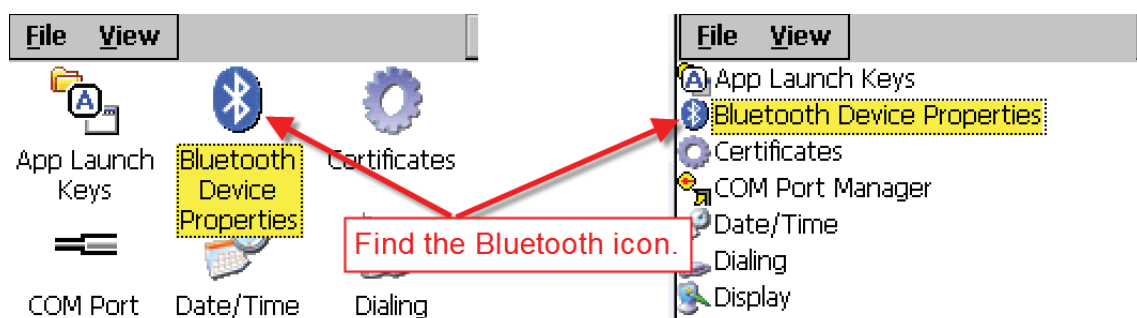 File View
App Launch
Keys
Bluetooth
Device
Properties
Certificates
COM Port
Date/Time
Dialing
Find the Bluetooth icon.
File View
App Launch Keys
Bluetooth Device Properties
Certificates
COM Port Manager
Date/Time
Dialing
Display